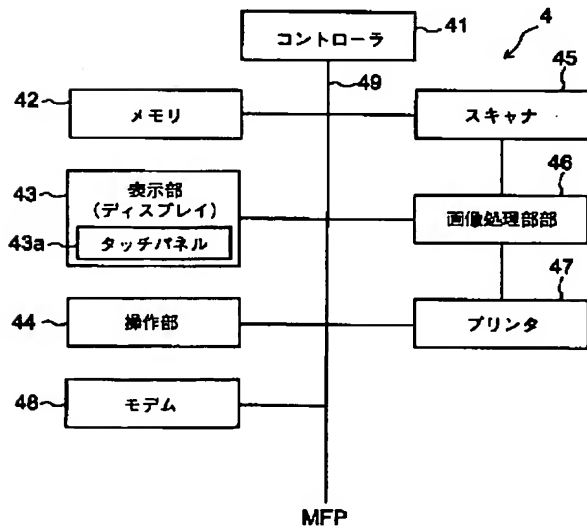 コントローラ
41
4
49
45
42
メモリ
スキャナ
43
表示部
(ディスプレイ)
46
画像処理部部
43a
タッチパネル
47
44
操作部
プリンタ
48
モデム
MFP